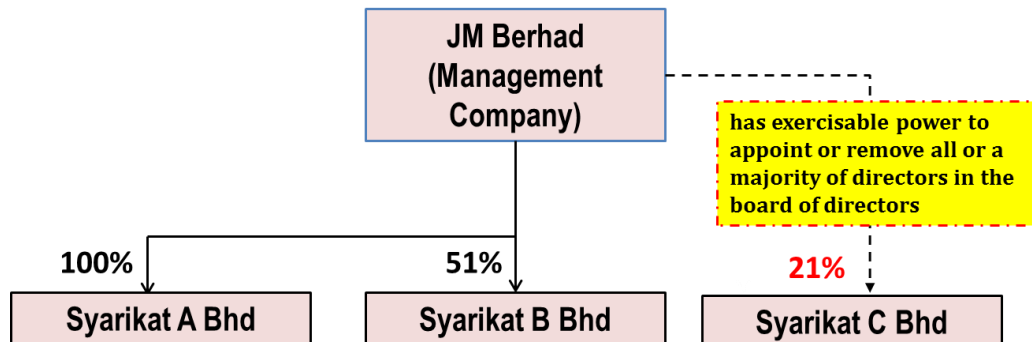 JM Berhad
(Management
Company)
has exercisable power to
appoint or remove all or a
majority of directors in the
board of directors
100%
51%
21%
Syarikat A Bhd
Syarikat B Bhd
Syarikat C Bhd